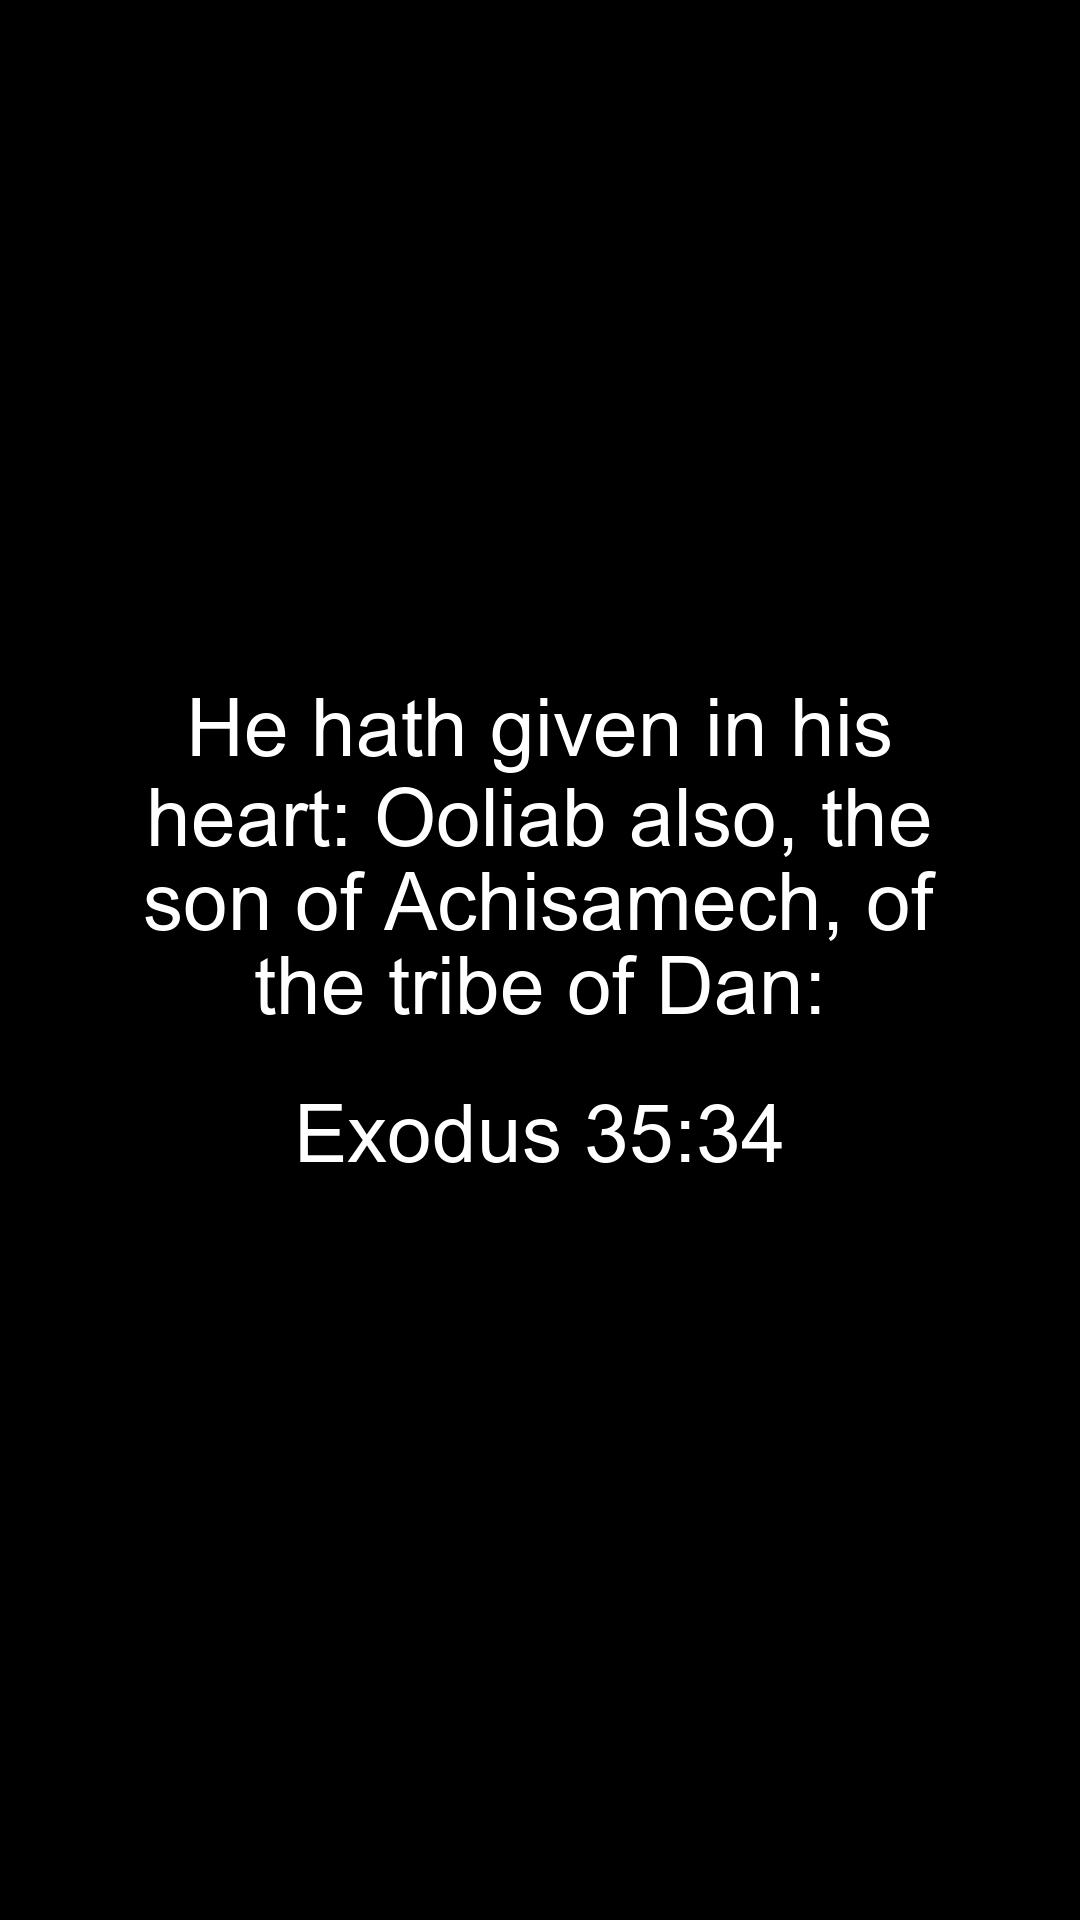 He hath given in his
heart: Ooliab also, the
son of Achisamech, of
the tribe of Dan:
Exodus 35:34